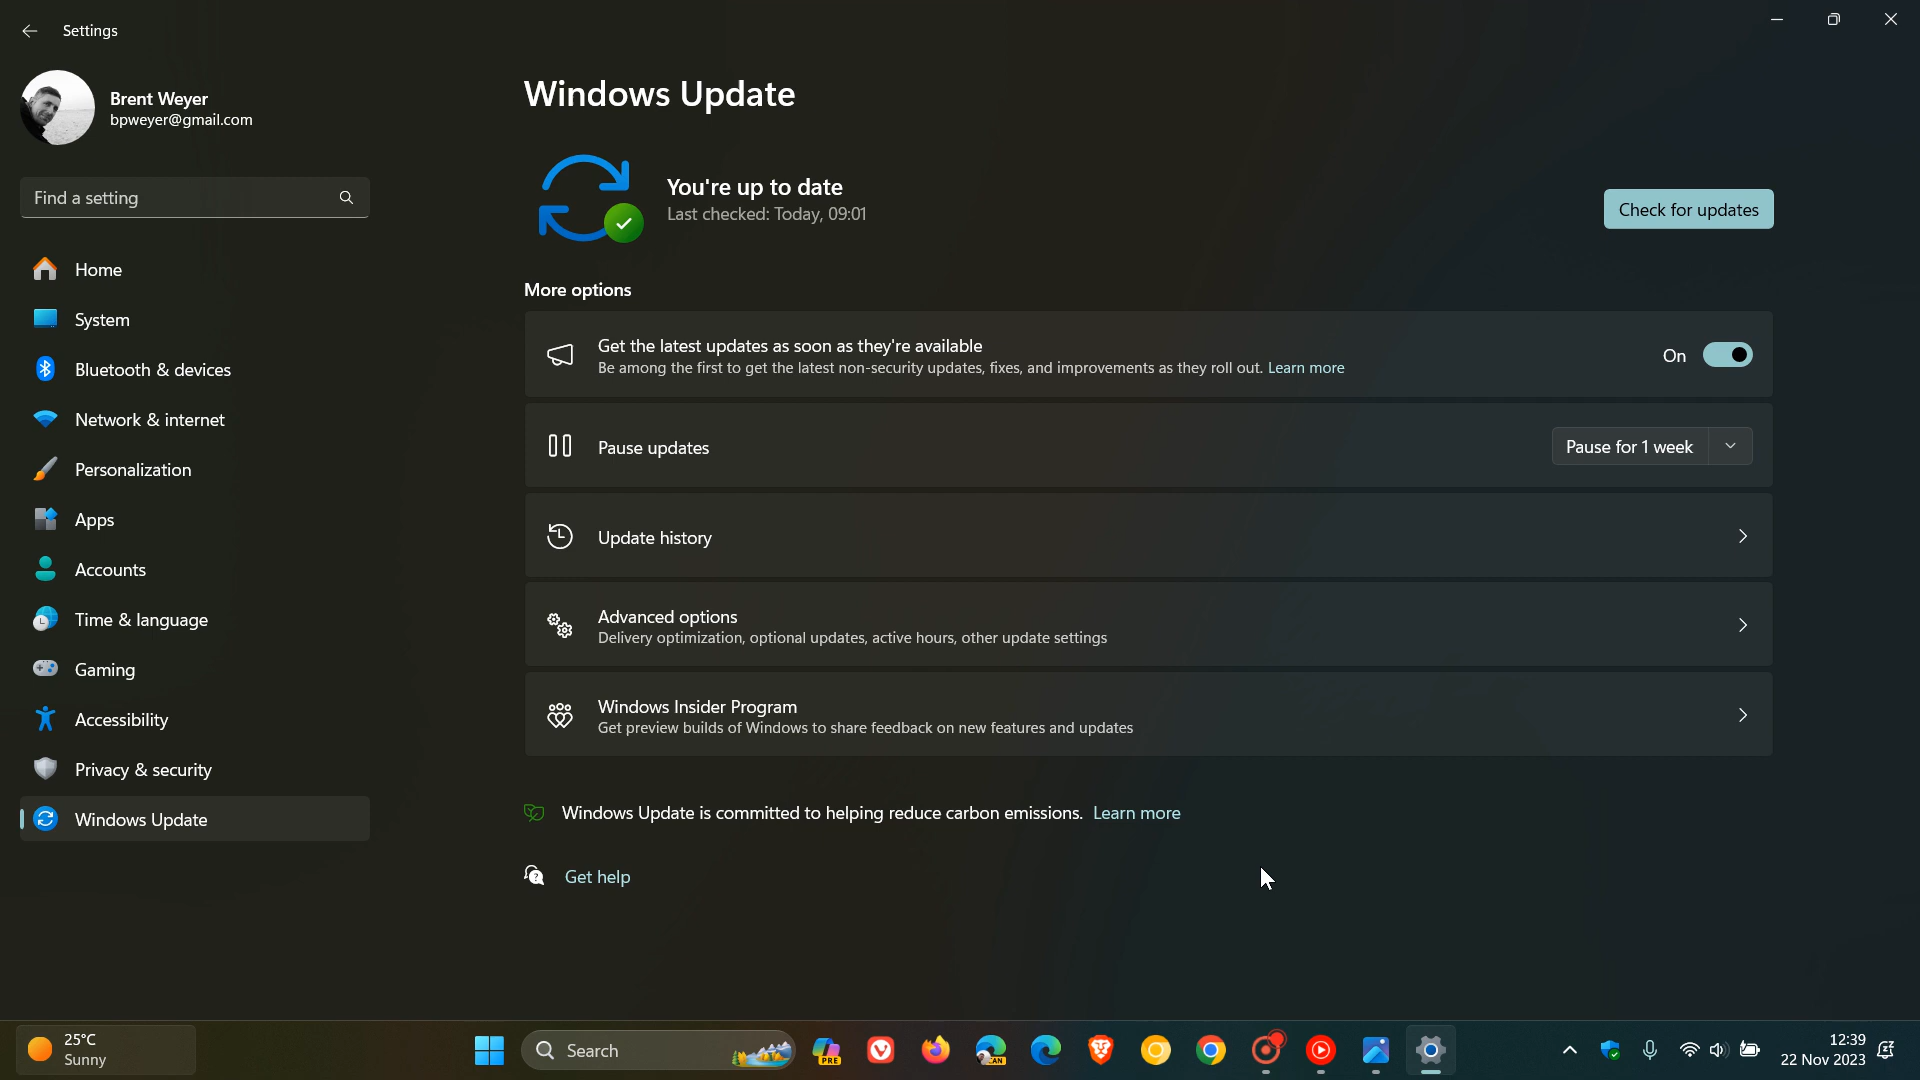 Settings
Brent Weyer
bpweyer@gmail.com
Find a setting
Home
System
Bluetooth & devices
Network & internet
Personalization
Apps
Accounts
Time & language
Gaming
Accessibility
Privacy & security
Windows Update
Windows Update
You're up to date
Last checked: Today, 09:01
Check for updates
More options
Get the latest updates as soon as they're available
Be among the first to get the latest non-security updates, fixes, and improvements as they roll out. Learn more
On
Pause updates
Pause for 1 week
Update history
Advanced options
Delivery optimization, optional updates, active hours, other update settings
Windows Insider Program
Get preview builds of Windows to share feedback on new features and updates
Windows Update is committed to helping reduce carbon emissions. Learn more
Get help
25°C
Sunny
Search
PRE
CAN
12:39
22 Nov 2023